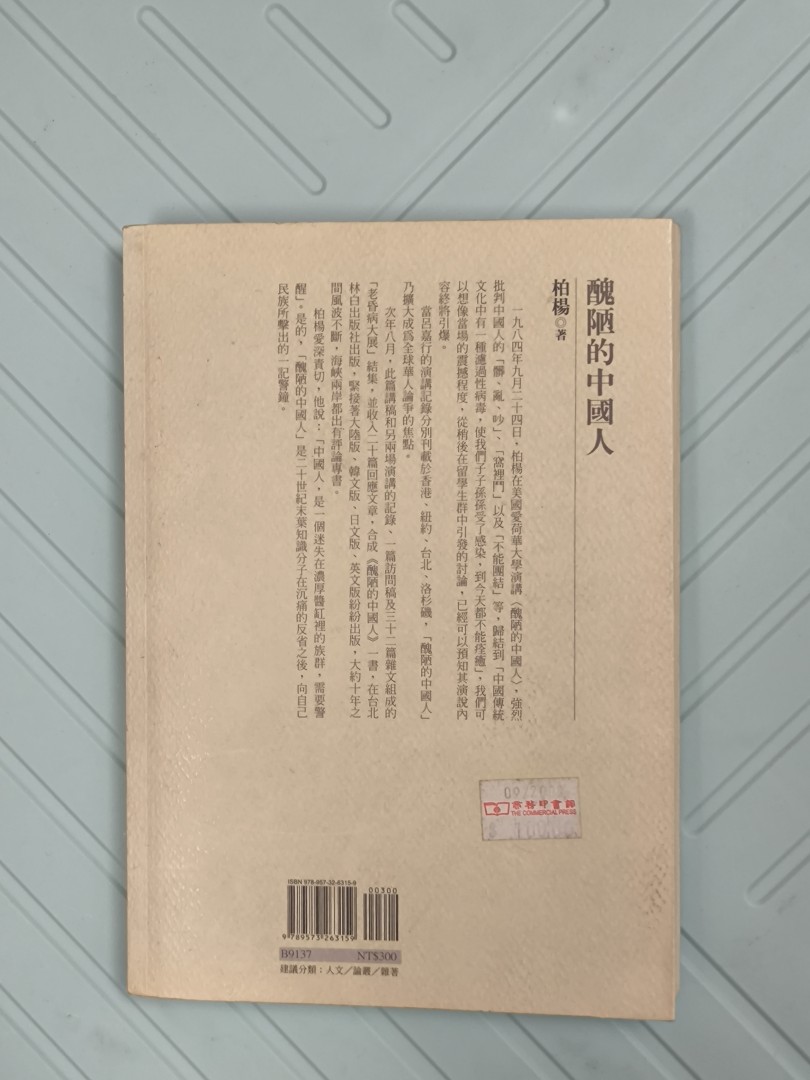 醜陋的中國人
柏楊◎著
一九八四年九月二十四日，柏楊在美國愛荷華大學演講〈醜陋的中國人〉，強烈
批判中國人的「髒、亂、吵」、「窩裡鬥」以及「不能團結」等，歸結到「中國傳統
文化中有一種濾過性病毒，使我們子子孫孫受了感染，到今天都不能痊癒」，我們可
以想像當場的震撼程度，從稍後在留學生群中引發的討論，已經可以預知其演說內
容終將引爆。
當呂嘉行的演講記錄分別刊載於香港、紐約、台北、洛杉磯，「醜陋的中國人」
乃擴大成為全球華人論爭的焦點。
次年八月，此篇講稿和另兩場演講的記錄、一篇訪問稿及三十二篇雜文組成的
「老昏病大展」結集，並收入二十篇回應文章，合成《醜陋的中國人》一書，在台北
林白出版社出版，緊接著大陸版、韓文版、日文版、英文版紛紛出版，大約十年之
間風波不斷，海峽兩岸都出有評論專書。
柏楊愛深責切，他說：「中國人，是一個迷失在濃厚醬缸裡的族群，需要警
醒」。是的，「醜陋的中國人」是二十世紀末葉知識分子在沉痛的反省之後，向自己
民族所擊出的一記警鐘。
商務印書館
THE COMMERCIAL PRESS
$ 100.00
ISBN 978-957-32-6315-9
00300
9 789573 263159
B9137 NT$300
建議分類：人文／論叢／雜著